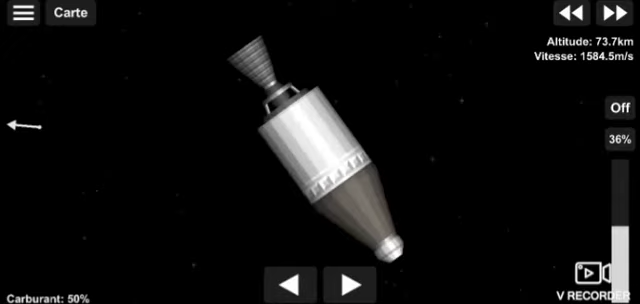 Carte
Altitude: 73.7km
Vitesse: 1584.5m/s
Off
36%
V RECORDER
Carburant: 50%